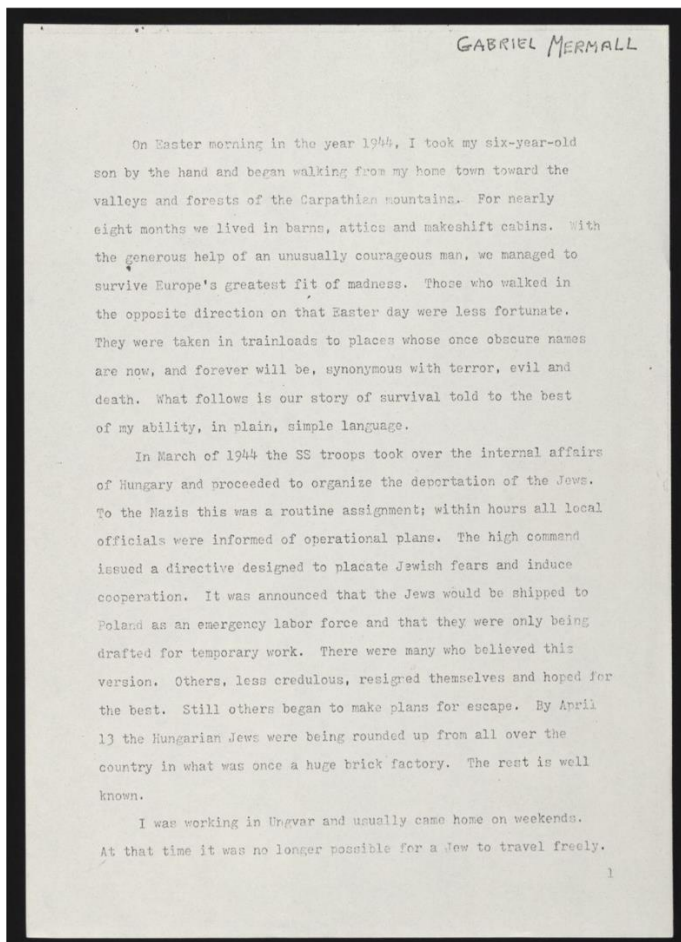 GABRIEL MERMALL
On Easter morning in the year 1944, I took my six-year-old
son by the hand and began walking from my home town toward the
valleys and forests of the Carpathian mountains. For nearly
eight months we lived in barns, attics and makeshift cabins. With
the generous help of an unusually courageous man, we managed to
survive Europe's greatest fit of madness. Those who walked in
the opposite direction on that Easter day were less fortunate.
They were taken in trainloads to places whose once obscure names
are now, and forever will be, synonymous with terror, evil and
death. What follows is our story of survival told to the best
of my ability, in plain, simple language.
In March of 1944 the SS troops took over the internal affairs
of Hungary and proceeded to organize the deportation of the Jews.
To the Nazis this was a routine assignment; within hours all local
officials were informed of operational plans. The high command
issued a directive designed to placate Jewish fears and induce
cooperation. It was announced that the Jews would be shipped to
Poland as an emergency labor force and that they were only being
drafted for temporary work. There were many who believed this
version. Others, less credulous, resigned themselves and hoped for
the best. Still others began to make plans for escape. By April
13 the Hungarian Jews were being rounded up from all over the
country in what was once a huge brick factory. The rest is well
known.
I was working in Ungvar and usually came home on weekends.
At that time it was no longer possible for a Jew to travel freely.
1